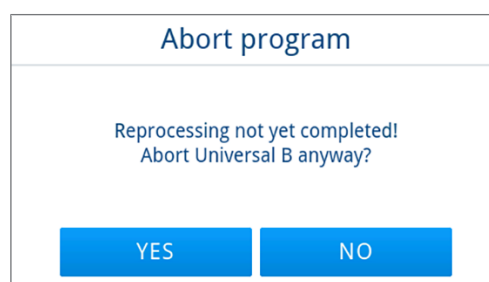 Abort program
Reprocessing not yet completed!
Abort Universal B anyway?
YES
NO